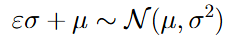 εσ + μ ∼ 𝒩(μ, σ²)